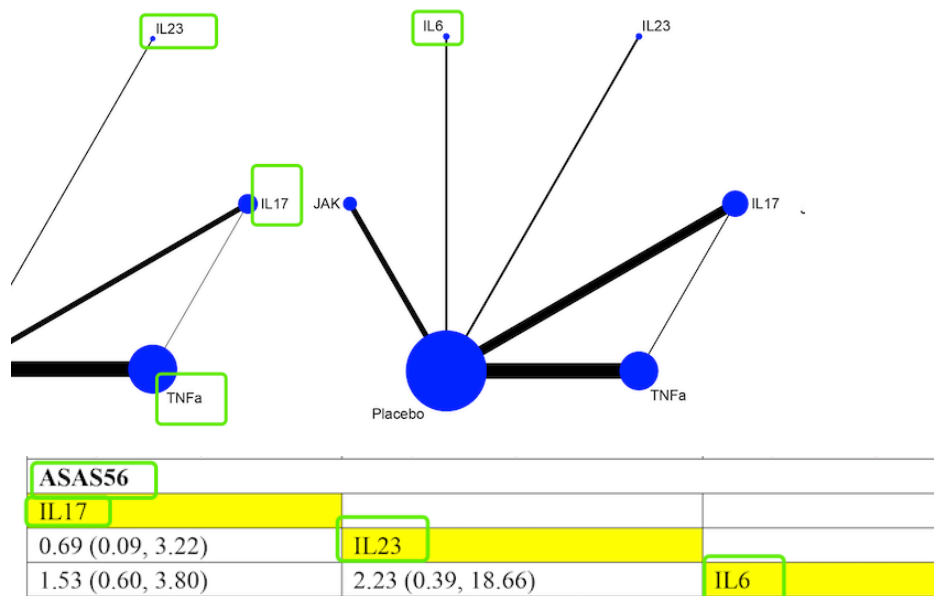 IL23
IL6
IL23
IL17
JAK
IL17
TNFa
TNFa
Placebo
ASAS56
IL17
0.69 (0.09, 3.22) IL23
1.53 (0.60, 3.80) 2.23 (0.39, 18.66) IL6